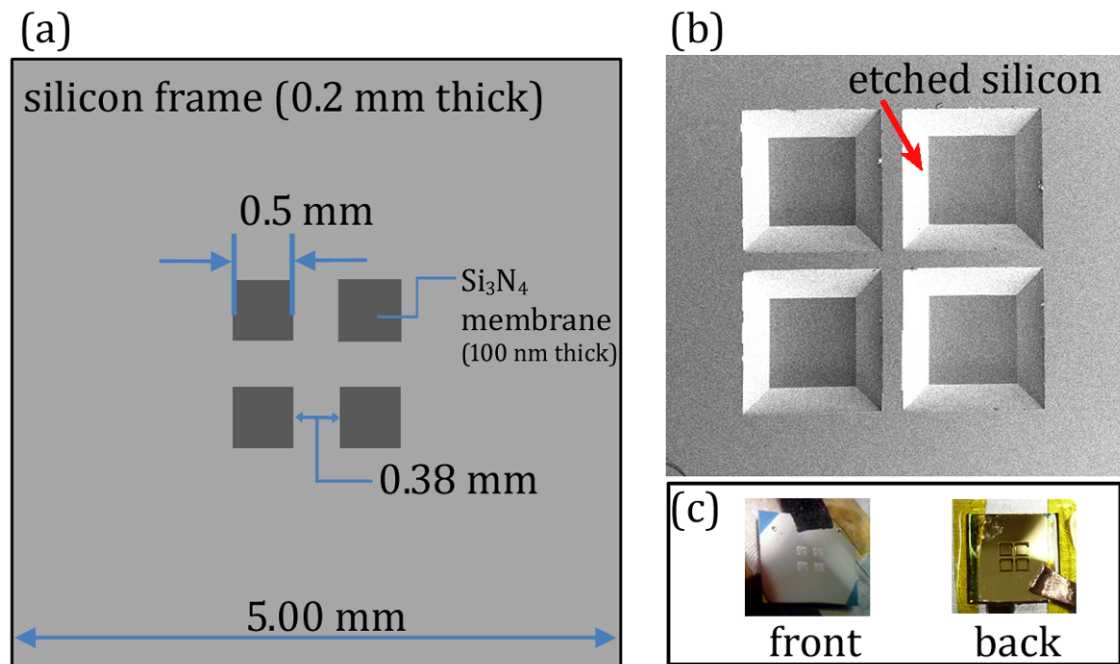 (a)
silicon frame (0.2 mm thick)
0.5 mm
Si₃N₄
membrane
(100 nm thick)
0.38 mm
5.00 mm
(b)
etched silicon
(c)
front
back